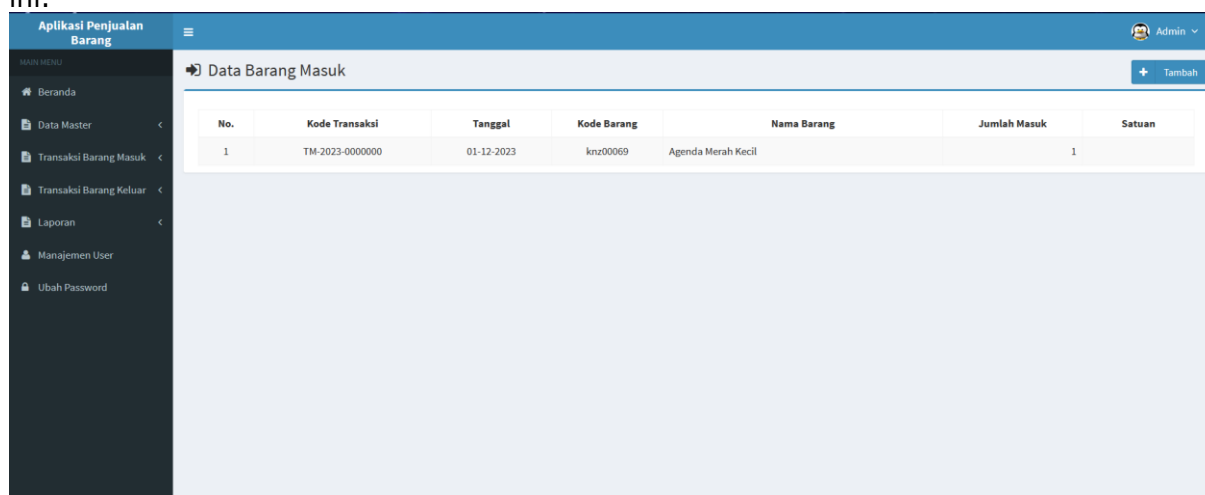 ini.
Aplikasi Penjualan
Barang
Admin
MAIN MENU
Data Barang Masuk
Tambah
Beranda
Data Master
Transaksi Barang Masuk
Transaksi Barang Keluar
Laporan
Manajemen User
Ubah Password
No. Kode Transaksi Tanggal Kode Barang Nama Barang Jumlah Masuk Satuan
1 TM-2023-0000000 01-12-2023 knz00069 Agenda Merah Kecil 1